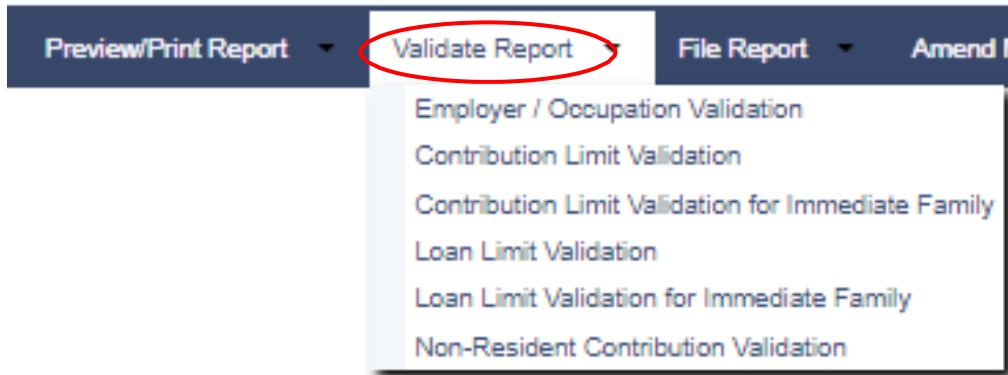 Preview/Print Report Validate Report File Report Amend
Employer / Occupation Validation
Contribution Limit Validation
Contribution Limit Validation for Immediate Family
Loan Limit Validation
Loan Limit Validation for Immediate Family
Non-Resident Contribution Validation